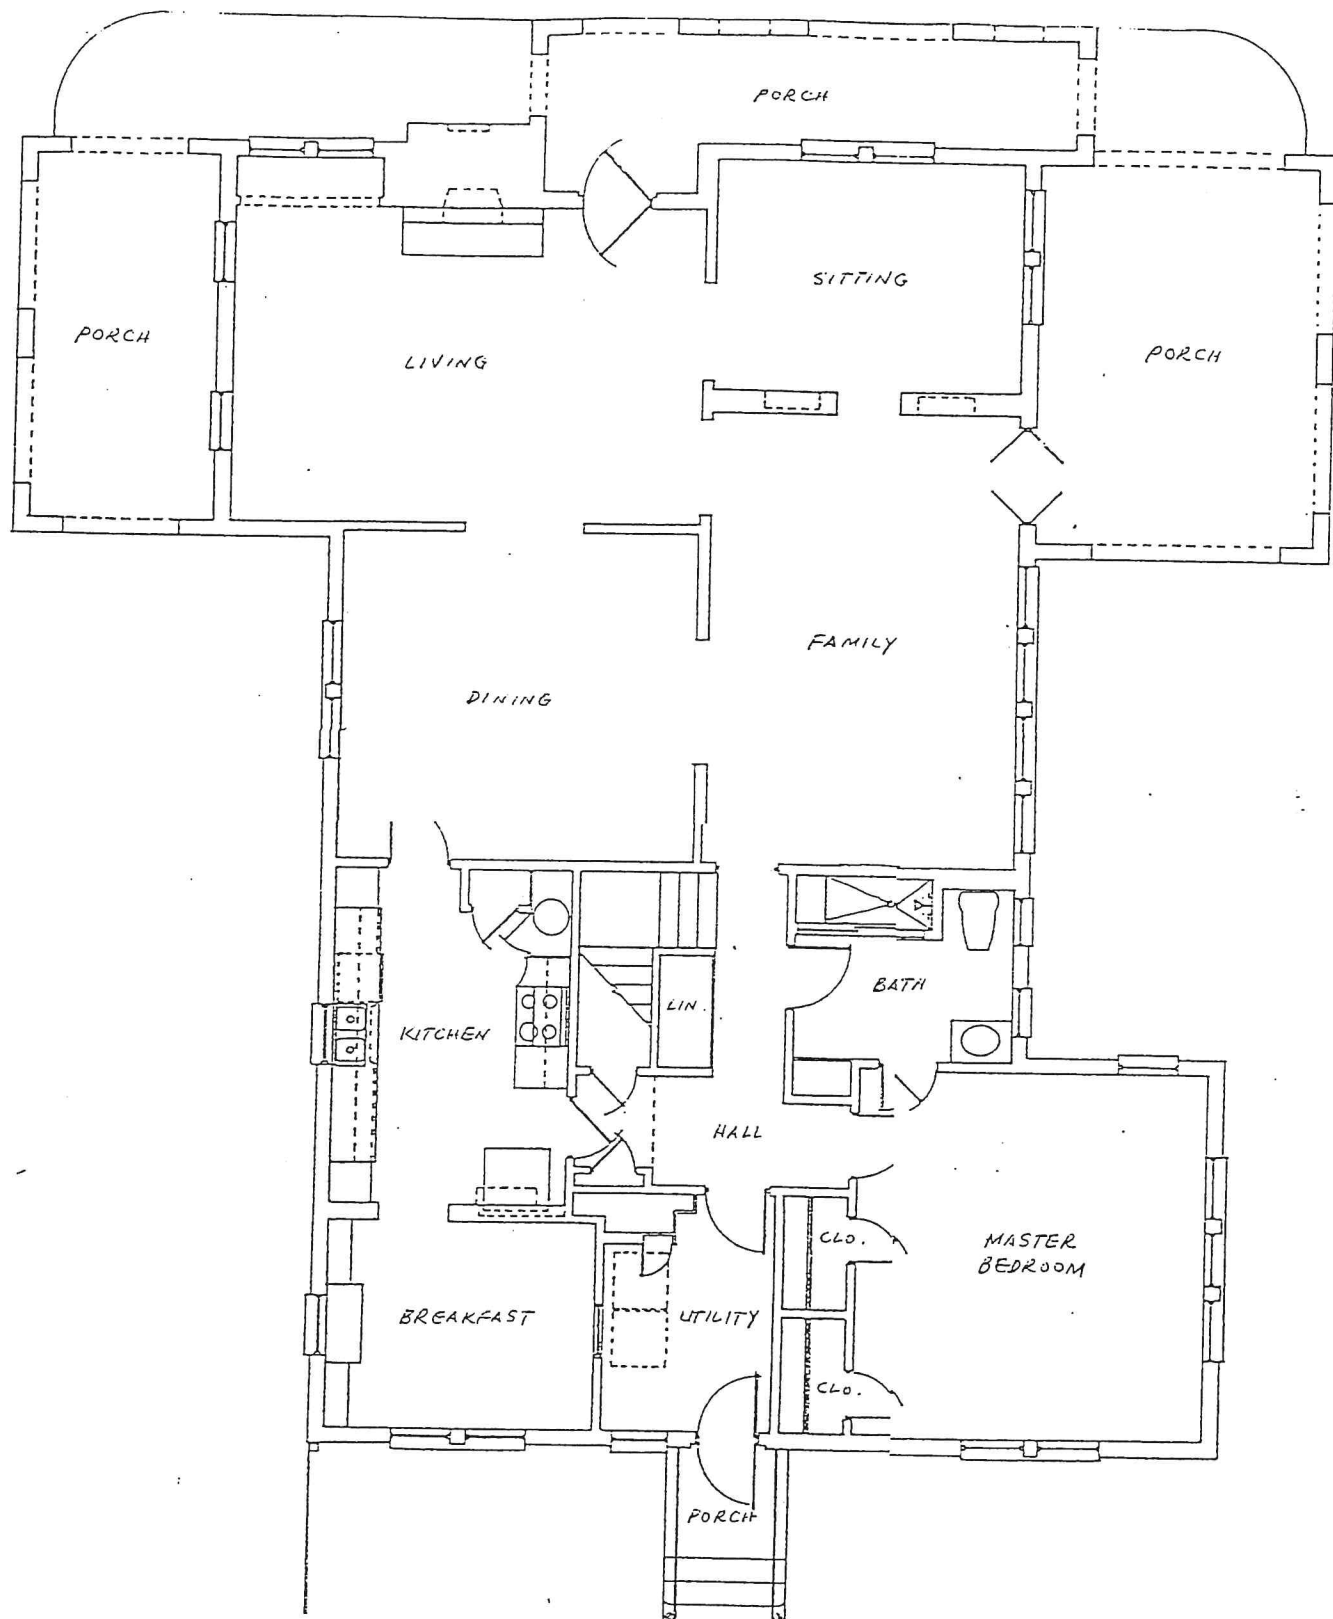 PORCH
SITTING
PORCH
LIVING
PORCH
FAMILY
DINING
BATH
LIN.
KITCHEN
HALL
CLO.
MASTER
BEDROOM
BREAKFAST
UTILITY
CLO.
PORCH